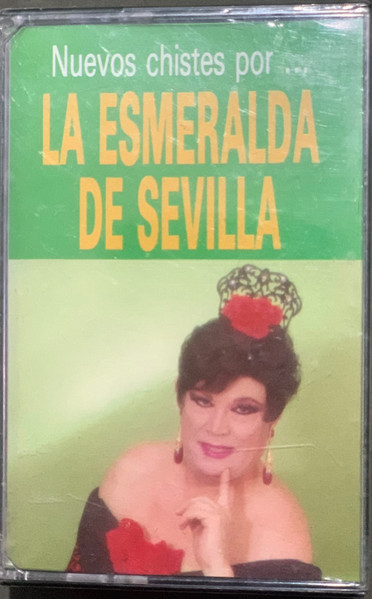 Nuevos chistes por ...
LA ESMERALDA
DE SEVILLA